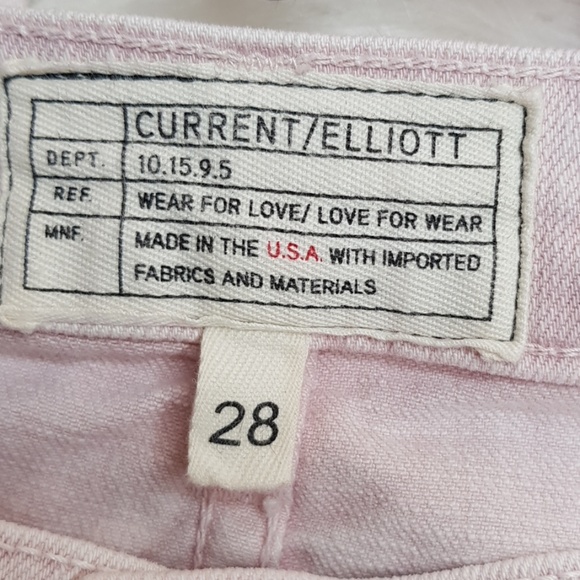 CURRENT/ELLIOTT
DEPT. 10.15.9.5
REF. WEAR FOR LOVE/ LOVE FOR WEAR
MNF. MADE IN THE U.S.A. WITH IMPORTED
FABRICS AND MATERIALS
28